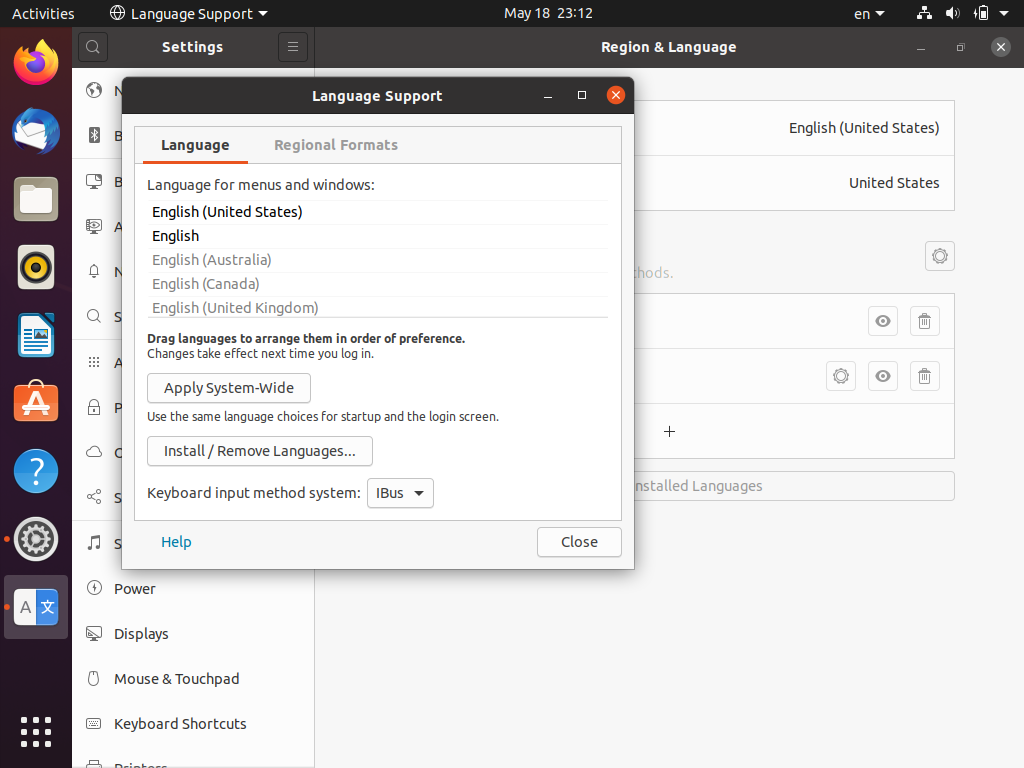 Activities
Language Support
May 18 23:12
en
Settings
Region & Language
Language Support
Language
Regional Formats
Language for menus and windows:
English (United States)
English
English (Australia)
English (Canada)
English (United Kingdom)
Drag languages to arrange them in order of preference.
Changes take effect next time you log in.
Apply System-Wide
Use the same language choices for startup and the login screen.
Install / Remove Languages...
Keyboard input method system: IBus
Help
Close
English (United States)
United States
Installed Languages
Power
Displays
Mouse & Touchpad
Keyboard Shortcuts
Printers
A 文